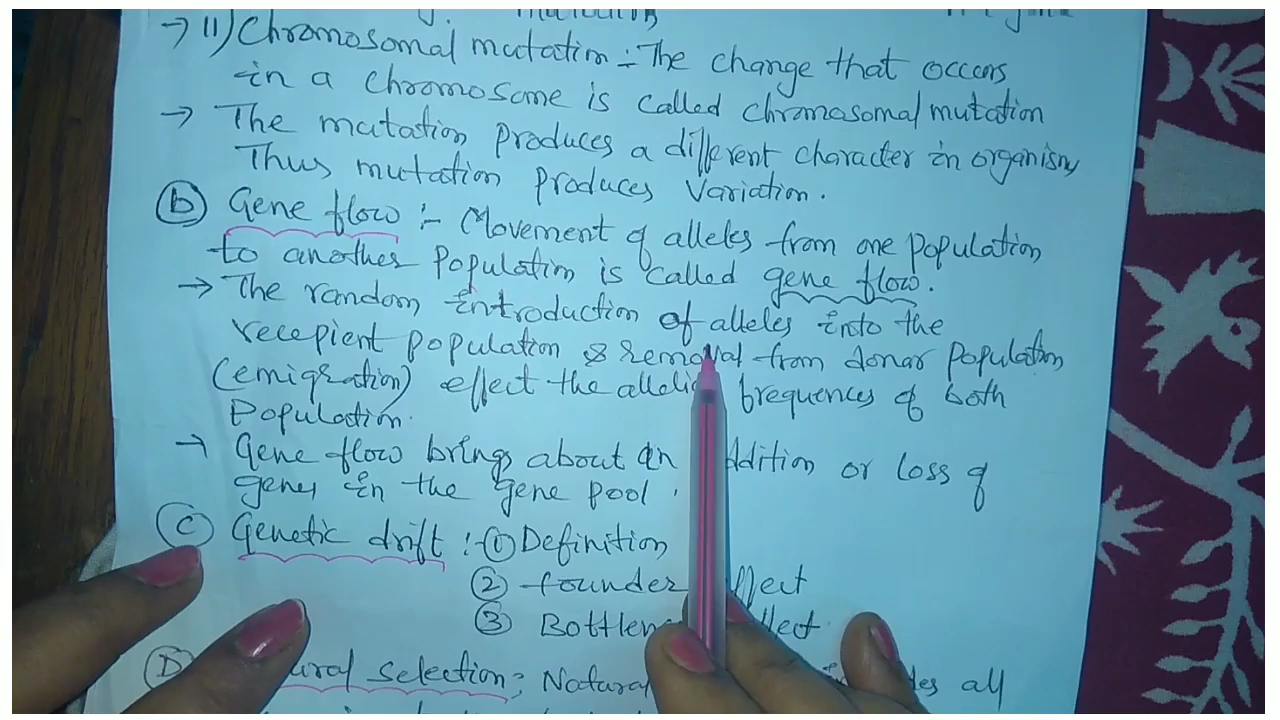 → 11) Chromosomal mutation :- The change that occurs
in a chromosome is called chromosomal mutation
→ The mutation produces a different character in organism
Thus mutation produces variation.
(b) Gene flow :- Movement of alleles from one population
to another population is called gene flow.
→ The random introduction of alleles into the
recepient population & removal from donar population
(emigration) effect the allelic frequences of both
population.
→ Gene flow brings about an addition or loss of
genes in the gene pool.
(C) Genetic drift :- ① Definition
② founder effect
③ effect
(D) selection; Natural all